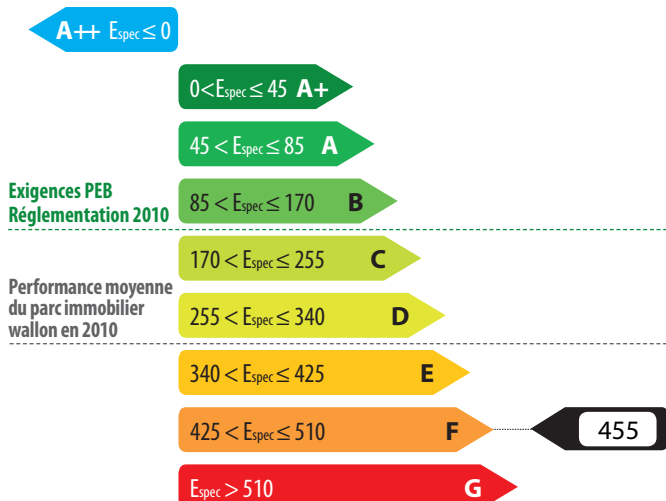 A++ Espec ≤ 0
0 < Espec ≤ 45 A+
45 < Espec ≤ 85 A
Exigences PEB
Réglementation 2010
85 < Espec ≤ 170 B
170 < Espec ≤ 255 C
Performance moyenne
du parc immobilier
wallon en 2010
255 < Espec ≤ 340 D
340 < Espec ≤ 425 E
425 < Espec ≤ 510 F 455
Espec > 510 G